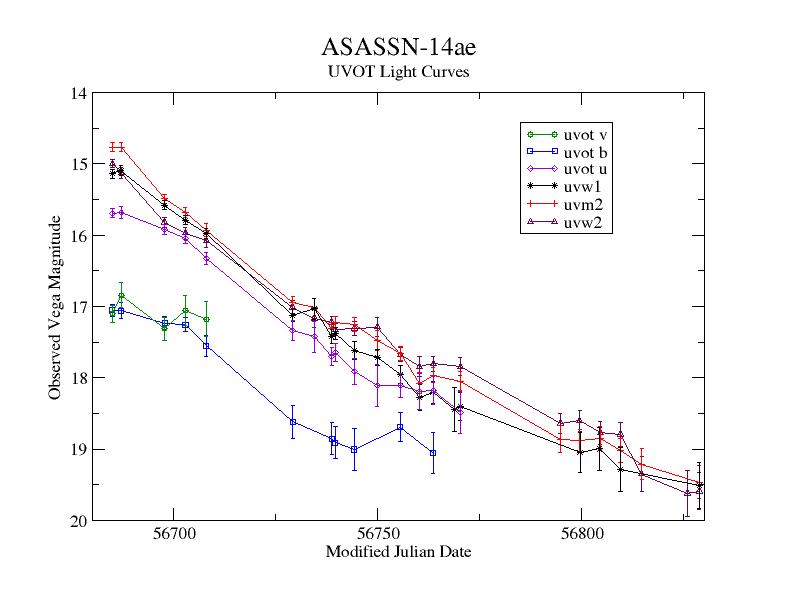 ASASSN-14ae
UVOT Light Curves
14
15
16
17
18
19
20
Observed Vega Magnitude
uvot v
uvot b
uvot u
uvw1
uvm2
uvw2
56700
56750
56800
Modified Julian Date